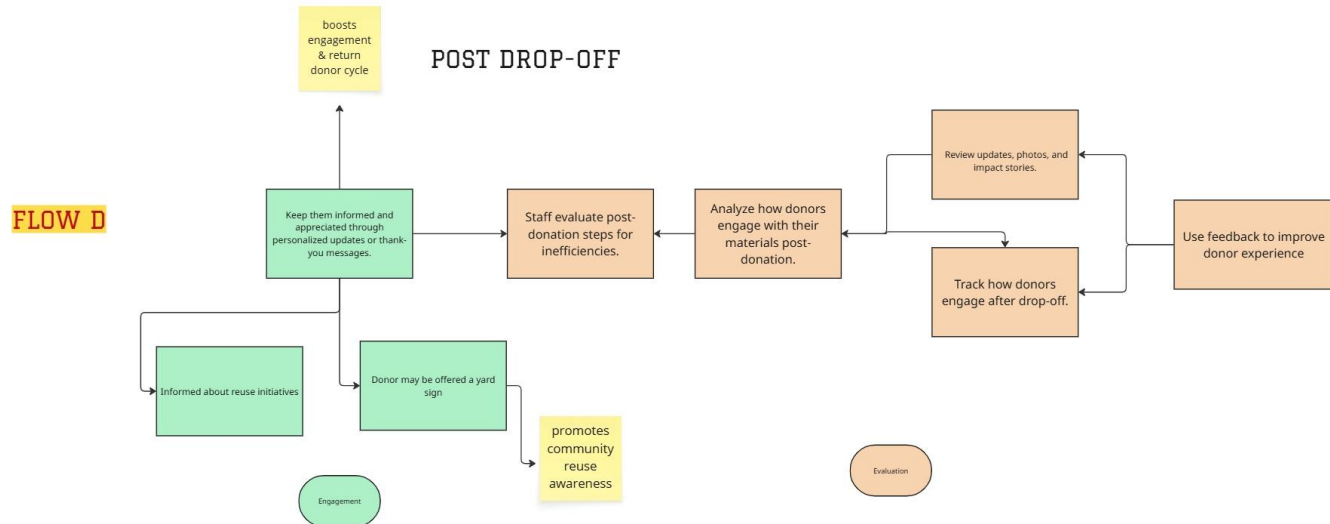 boosts
engagement
& return
donor cycle
POST DROP-OFF
FLOW D
Keep them informed and
appreciated through
personalized updates or thank-
you messages.
Staff evaluate post-
donation steps for
inefficiencies.
Analyze how donors
engage with their
materials post-
donation.
Review updates, photos, and
impact stories.
Track how donors
engage after drop-off.
Use feedback to improve
donor experience
Informed about reuse initiatives
Donor may be offered a yard
sign
promotes
community
reuse
awareness
Engagement
Evaluation